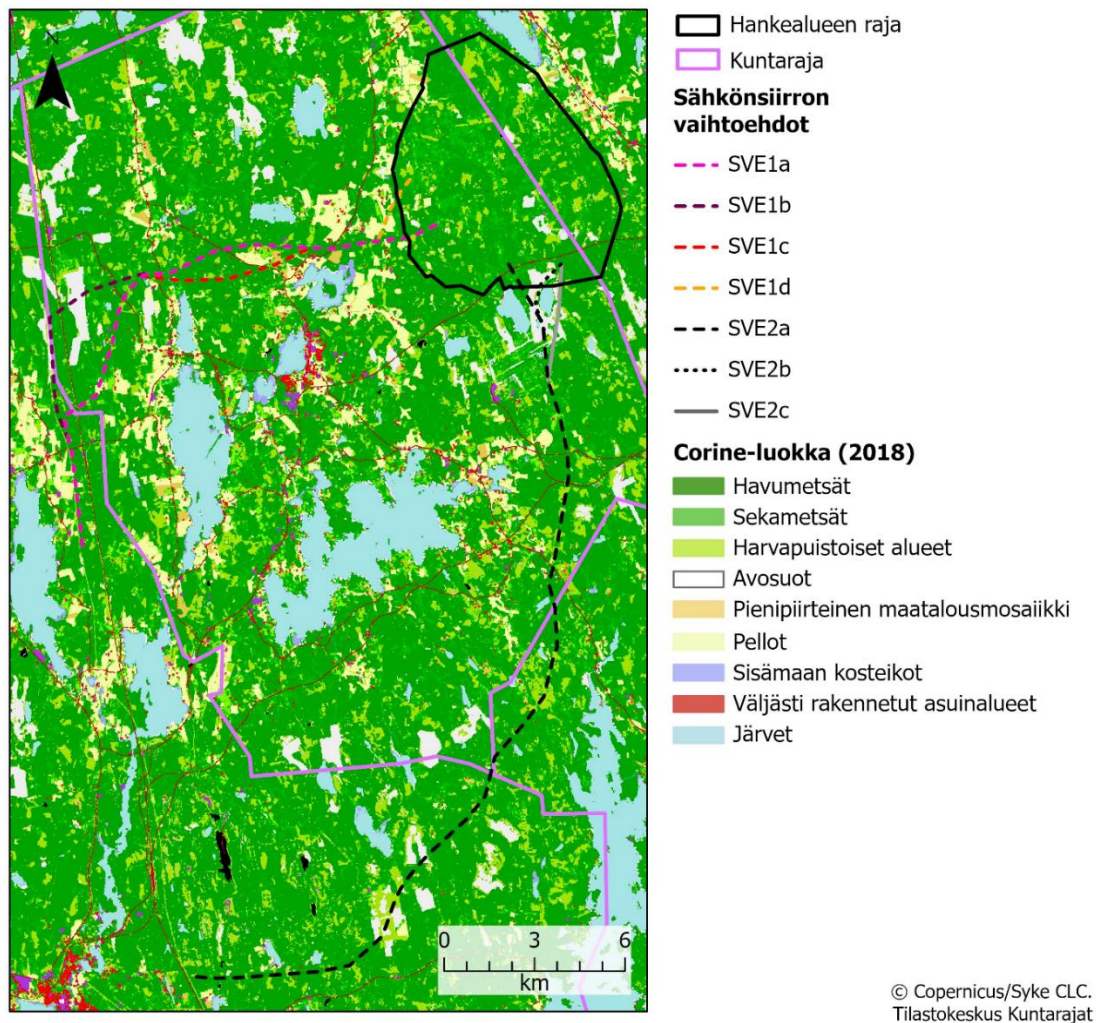 N
0 3 6
km
Hankealueen raja
Kuntaraja
Sähkönsiirron
vaihtoehdot
SVE1a
SVE1b
SVE1c
SVE1d
SVE2a
SVE2b
SVE2c
Corine-luokka (2018)
Havumetsät
Sekametsät
Harvapuistoiset alueet
Avosuot
Pienipiirteinen maatalousmosaiikki
Pellot
Sisämaan kosteikot
Väljästi rakennetut asuinalueet
Järvet
© Copernicus/Syke CLC.
Tilastokeskus Kuntarajat